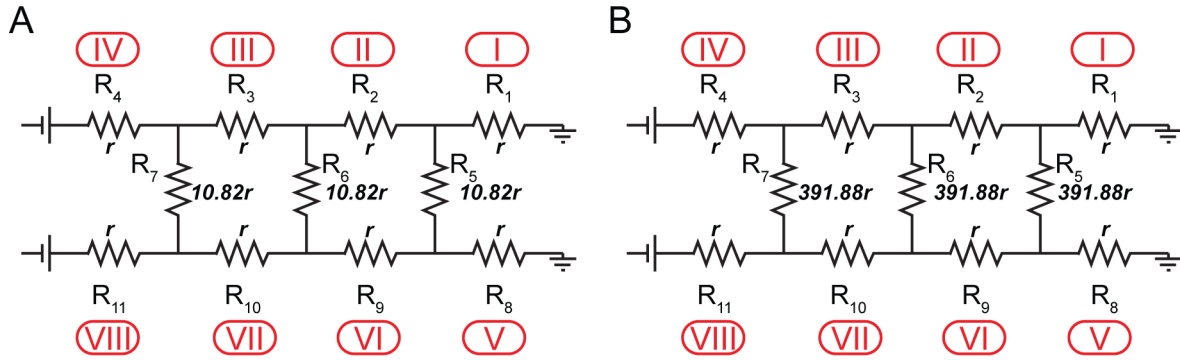 A
IV III II I
R4 R3 R2 R1
r r r r
R7 R6 R5
10.82r 10.82r 10.82r
r r r r
R11 R10 R9 R8
VIII VII VI V
B
IV III II I
R4 R3 R2 R1
r r r r
R7 R6 R5
391.88r 391.88r 391.88r
r r r r
R11 R10 R9 R8
VIII VII VI V